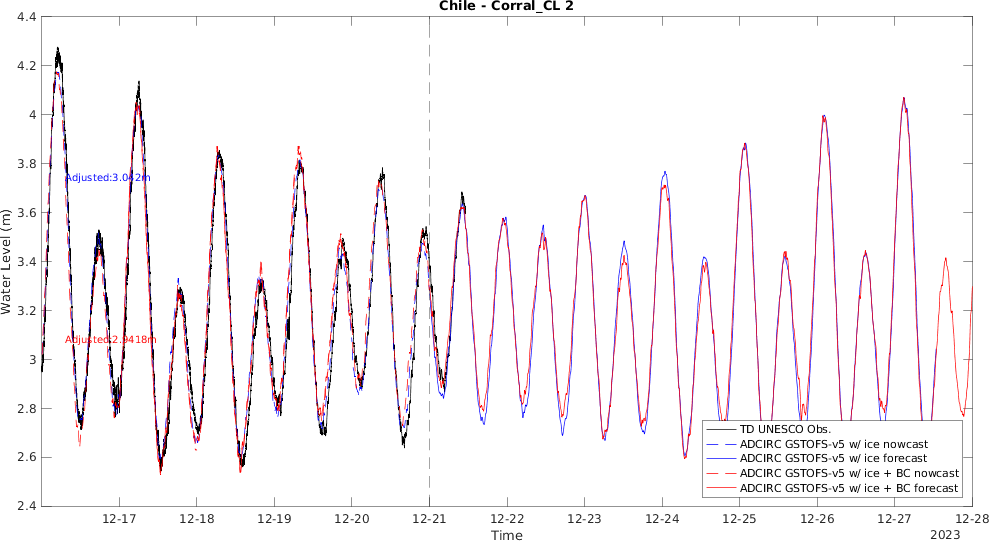 Chile - Corral_CL 2
4.4
4.2
4
3.8
3.6
3.4
3.2
3
2.8
2.6
2.4
Water Level (m)
Adjusted:3.042m
Adjusted:2.9418m
TD UNESCO Obs.
ADCIRC GSTOFS-v5 w/ ice nowcast
ADCIRC GSTOFS-v5 w/ ice forecast
ADCIRC GSTOFS-v5 w/ ice + BC nowcast
ADCIRC GSTOFS-v5 w/ ice + BC forecast
12-17 12-18 12-19 12-20 12-21 12-22 12-23 12-24 12-25 12-26 12-27 12-28
Time
2023